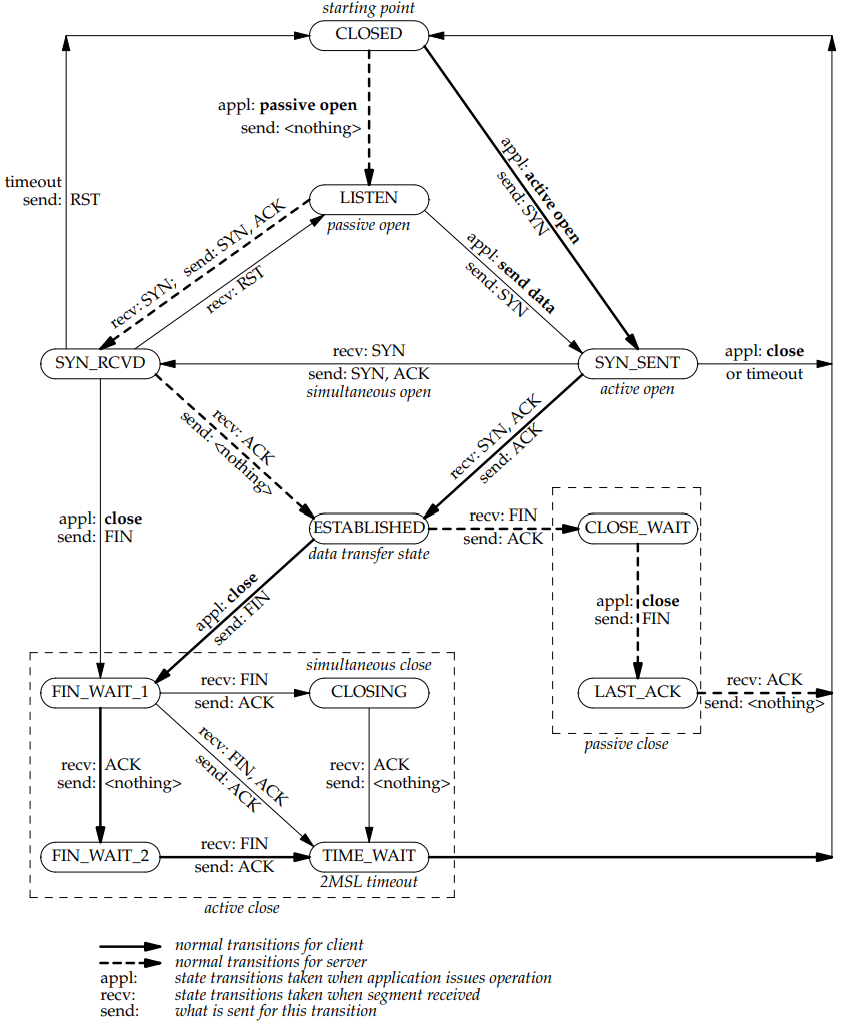 starting point
CLOSED
appl: passive open
send: <nothing>
appl: active open
send: SYN
timeout
send: RST
LISTEN
passive open
recv: SYN; send: SYN, ACK
recv: RST
appl: send data
send: SYN
SYN_RCVD
recv: SYN
send: SYN, ACK
simultaneous open
SYN_SENT
active open
appl: close
or timeout
recv: ACK
send: <nothing>
recv: SYN, ACK
send: ACK
appl: close
send: FIN
ESTABLISHED
data transfer state
recv: FIN
send: ACK
CLOSE_WAIT
appl: close
send: FIN
appl: close
send: FIN
simultaneous close
FIN_WAIT_1
recv: FIN
send: ACK
CLOSING
LAST_ACK
recv: ACK
send: <nothing>
passive close
recv: ACK
send: <nothing>
recv: FIN, ACK
send: ACK
recv: ACK
send: <nothing>
FIN_WAIT_2
recv: FIN
send: ACK
TIME_WAIT
2MSL timeout
active close
normal transitions for client
normal transitions for server
appl: state transitions taken when application issues operation
recv: state transitions taken when segment received
send: what is sent for this transition